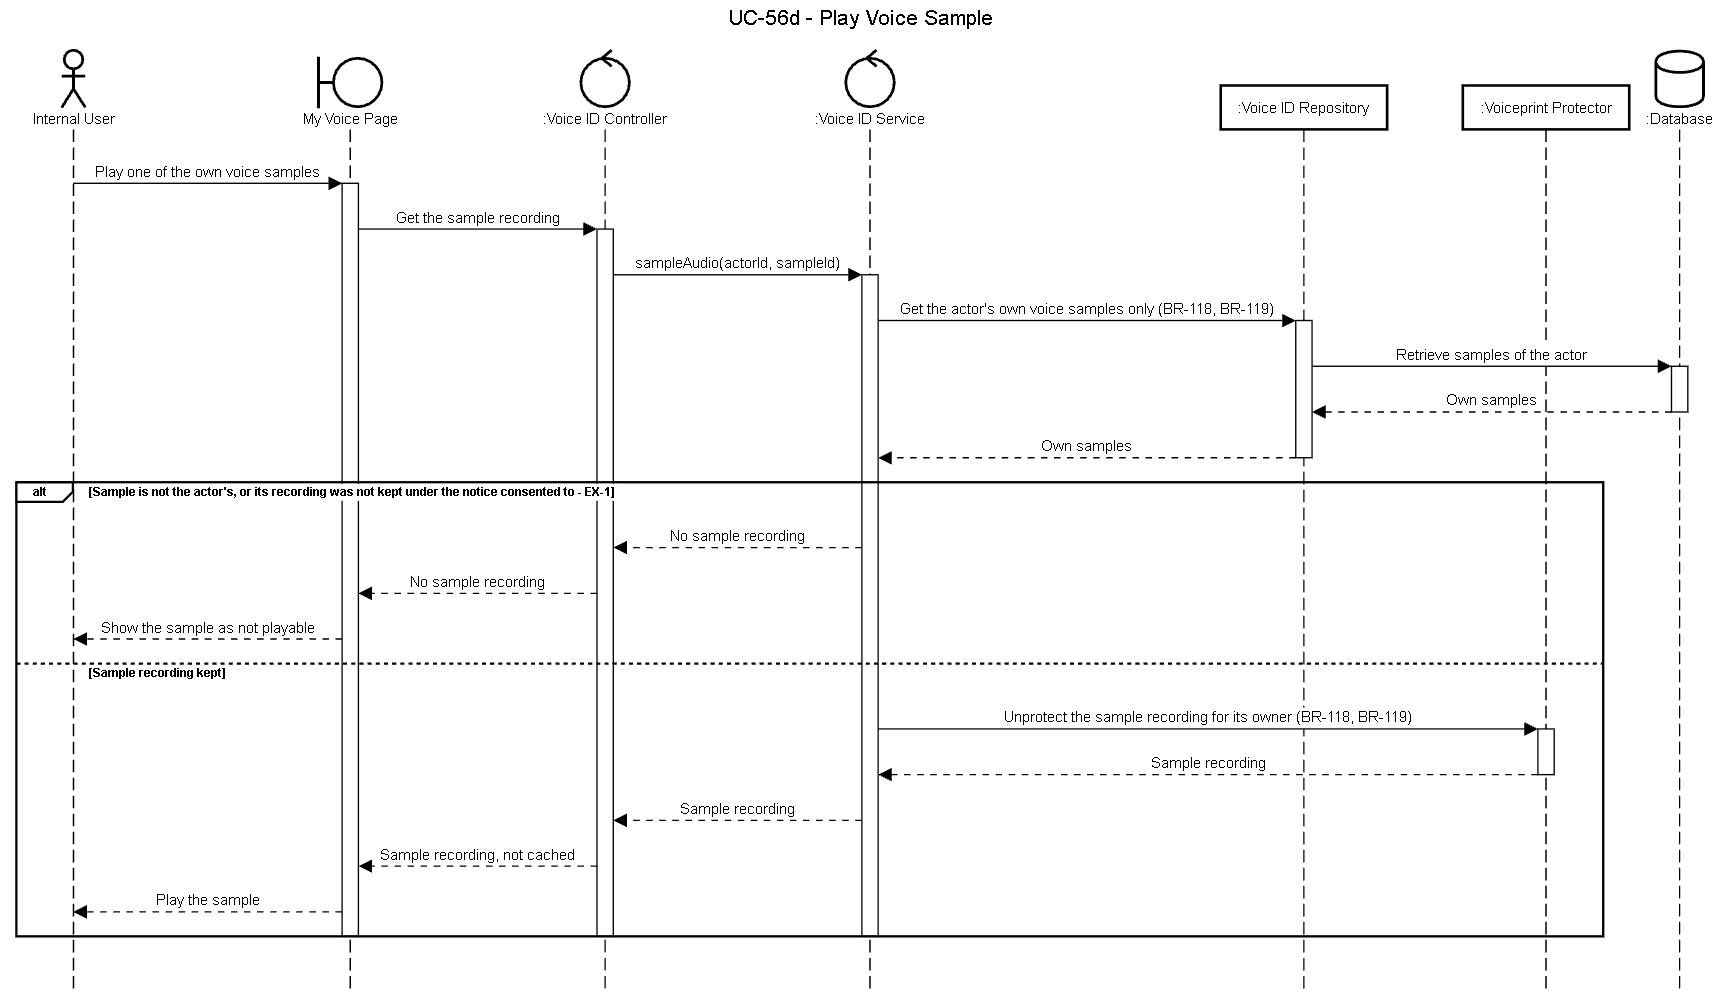 UC-56d - Play Voice Sample
Internal User
My Voice Page
:Voice ID Controller
:Voice ID Service
:Voice ID Repository
:Voiceprint Protector
:Database
Play one of the own voice samples
Get the sample recording
sampleAudio(actorId, sampleId)
Get the actor's own voice samples only (BR-118, BR-119)
Retrieve samples of the actor
Own samples
Own samples
alt
[Sample is not the actor's, or its recording was not kept under the notice consented to - EX-1]
No sample recording
No sample recording
Show the sample as not playable
[Sample recording kept]
Unprotect the sample recording for its owner (BR-118, BR-119)
Sample recording
Sample recording
Sample recording, not cached
Play the sample